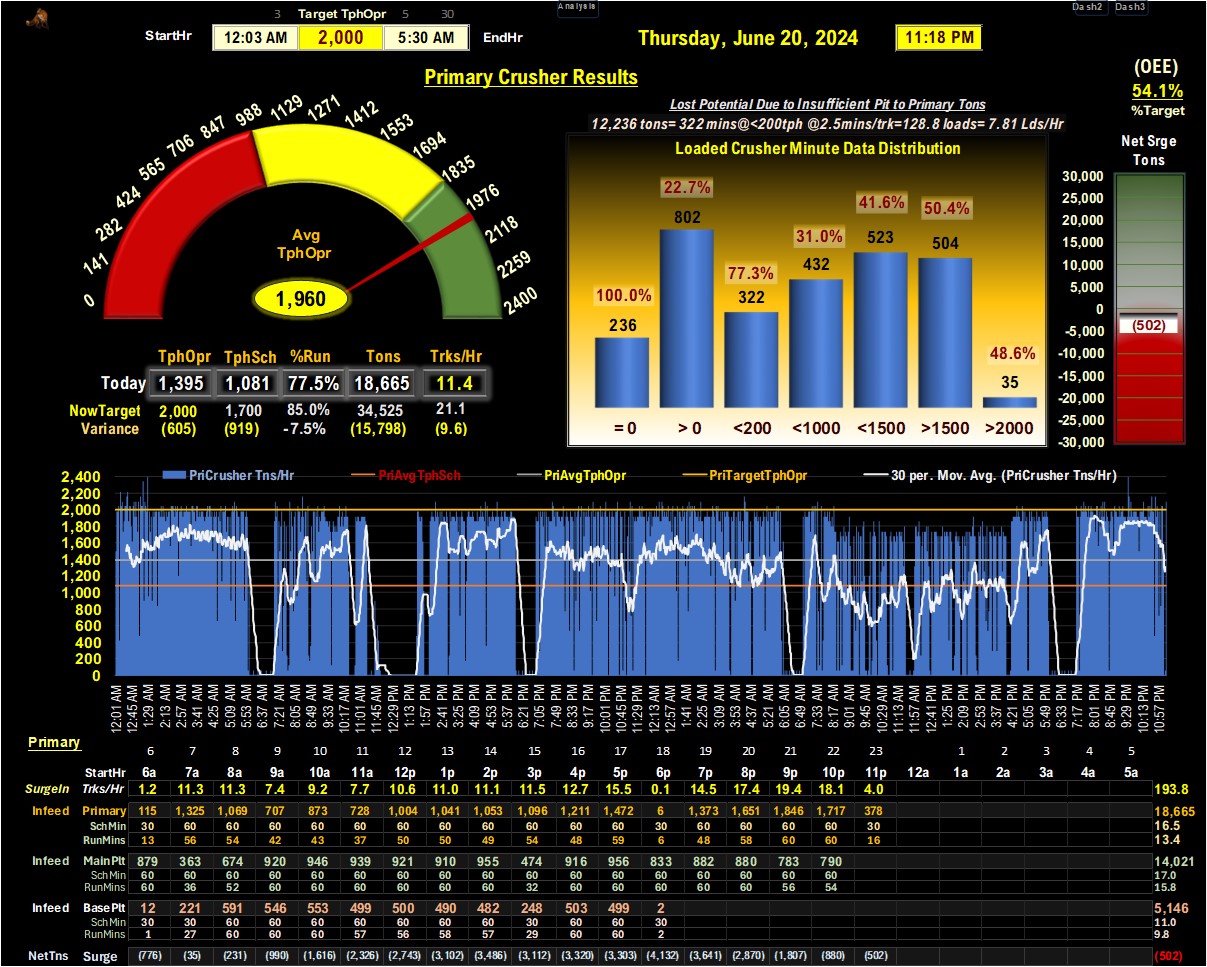 3 Target TphOpr 5 30
Analysis
Dash2 Dash3
StartHr 12:03 AM 2,000 5:30 AM EndHr
Thursday, June 20, 2024 11:18 PM
Primary Crusher Results
(OEE)
54.1%
%Target
Lost Potential Due to Insufficient Pit to Primary Tons
12,236 tons= 322 mins@<200tph @2.5mins/trk=128.8 loads= 7.81 Lds/Hr
0 141 282 424 565 706 847 988 1129 1271 1412 1553 1694 1835 1976 2118 2259 2400
Avg
TphOpr
1,960
Loaded Crusher Minute Data Distribution
100.0% 22.7% 77.3% 31.0% 41.6% 50.4% 48.6%
236 802 322 432 523 504 35
= 0 > 0 <200 <1000 <1500 >1500 >2000
Net Srge
Tons
30,000
25,000
20,000
15,000
10,000
5,000
0
-5,000
-10,000
-15,000
-20,000
-25,000
-30,000
(502)
TphOpr TphSch %Run Tons Trks/Hr
Today 1,395 1,081 77.5% 18,665 11.4
NowTarget 2,000 1,700 85.0% 34,525 21.1
Variance (605) (919) -7.5% (15,798) (9.6)
PriCrusher Tns/Hr PriAvgTphSch PriAvgTphOpr PriTargetTphOpr 30 per. Mov. Avg. (PriCrusher Tns/Hr)
2,400
2,200
2,000
1,800
1,600
1,400
1,200
1,000
800
600
400
200
0
12:01 AM 12:45 AM 1:29 AM 2:13 AM 2:57 AM 3:41 AM 4:25 AM 5:09 AM 5:53 AM 6:37 AM 7:21 AM 6:05 AM 8:49 AM 9:33 AM 10:17 AM 11:01 AM 11:45 AM 12:29 PM 1:13 PM 1:57 PM 2:41 PM 3:25 PM 4:09 PM 4:53 PM 5:37 PM 6:21 PM 7:05 PM 7:49 PM 8:33 PM 9:17 PM 10:01 PM 10:45 PM 11:29 PM 12:13 AM 12:57 AM 1:41 AM 2:25 AM 3:09 AM 3:53 AM 4:37 AM 5:21 AM 6:05 AM 6:49 AM 7:33 AM 8:17 AM 9:01 AM 9:45 AM 10:29 AM 11:13 AM 11:57 AM 12:41 PM 1:25 PM 2:09 PM 2:53 PM 3:37 PM 4:21 PM 5:05 PM 5:49 PM 6:33 PM 7:17 PM 8:01 PM 8:45 PM 9:29 PM 10:13 PM 10:57 PM
Primary 6 7 8 9 10 11 12 13 14 15 16 17 18 19 20 21 22 23 1 2 3 4 5
StartHr 6a 7a 8a 9a 10a 11a 12p 1p 2p 3p 4p 5p 6p 7p 8p 9p 10p 11p 12a 1a 2a 3a 4a 5a
SurgeIn Trks/Hr 1.2 11.3 11.3 7.4 9.2 7.7 10.6 11.0 11.1 11.5 12.7 15.5 0.1 14.5 17.4 19.4 18.1 4.0 193.8
Infeed Primary 115 1,325 1,069 707 873 728 1,004 1,041 1,053 1,096 1,211 1,472 6 1,373 1,651 1,846 1,717 378 18,665
SchMin 30 60 60 60 60 60 60 60 60 60 60 60 30 60 60 60 60 30 16.5
RunMins 13 56 54 42 43 37 50 50 49 54 48 59 6 48 58 60 60 16 13.4
Infeed MainPlt 879 363 674 920 946 939 921 910 955 474 916 956 833 882 880 783 790 14,021
SchMin 60 60 60 60 60 60 60 60 60 60 60 60 60 60 60 60 60 17.0
RunMins 60 36 52 60 60 60 60 60 60 32 60 60 60 60 60 56 54 15.8
Infeed BasePlt 12 221 591 546 553 499 500 490 482 248 503 499 2 5,146
SchMin 30 30 60 60 60 60 60 60 60 30 60 60 30 11.0
RunMins 1 27 60 60 60 57 56 58 57 29 60 60 2 9.8
NetTns Surge (776) (35) (231) (990) (1,616) (2,326) (2,743) (3,102) (3,486) (3,112) (3,320) (3,303) (4,132) (3,641) (2,870) (1,807) (880) (502) (502)